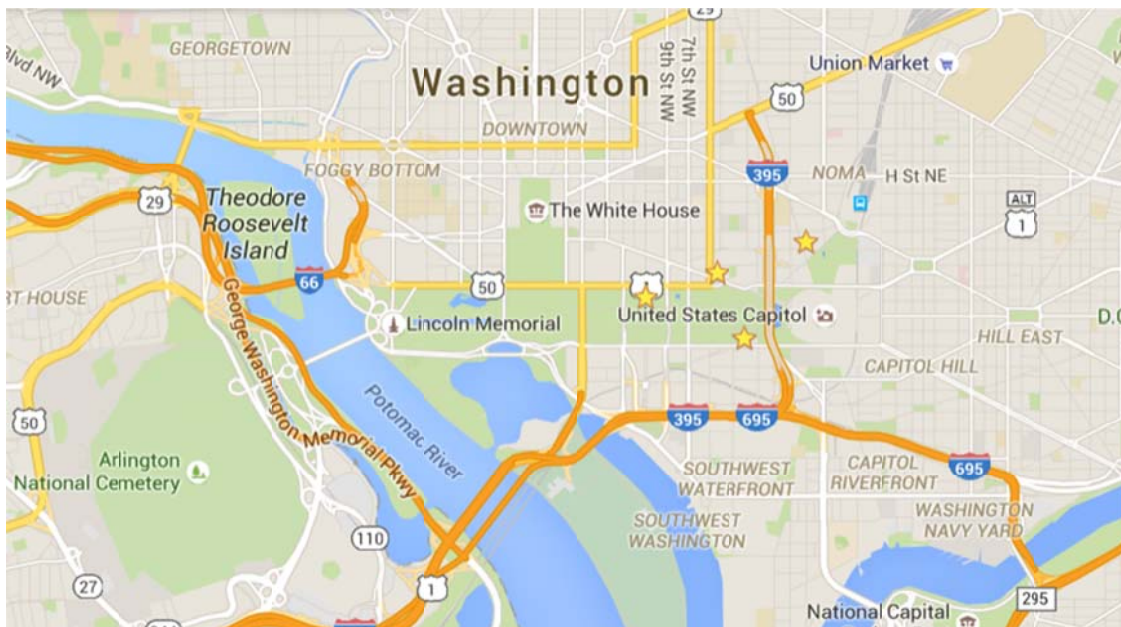 29
GEORGETOWN
Blvd NW
Washington
9th St NW
7th St NW
Union Market
50
DOWNTOWN
FOGGY BOTTOM
395
NOMA
H St NE
29
Theodore
Roosevelt
Island
The White House
ALT
1
66
50
RT HOUSE
George Washington Memorial Pkwy
Lincoln Memorial
United States Capitol
D.C
HILL EAST
CAPITOL HILL
50
Potomac River
395
695
Arlington
National Cemetery
SOUTHWEST
WATERFRONT
CAPITOL
RIVERFRONT
695
WASHINGTON
NAVY YARD
SOUTHWEST
WASHINGTON
110
27
1
295
National Capital